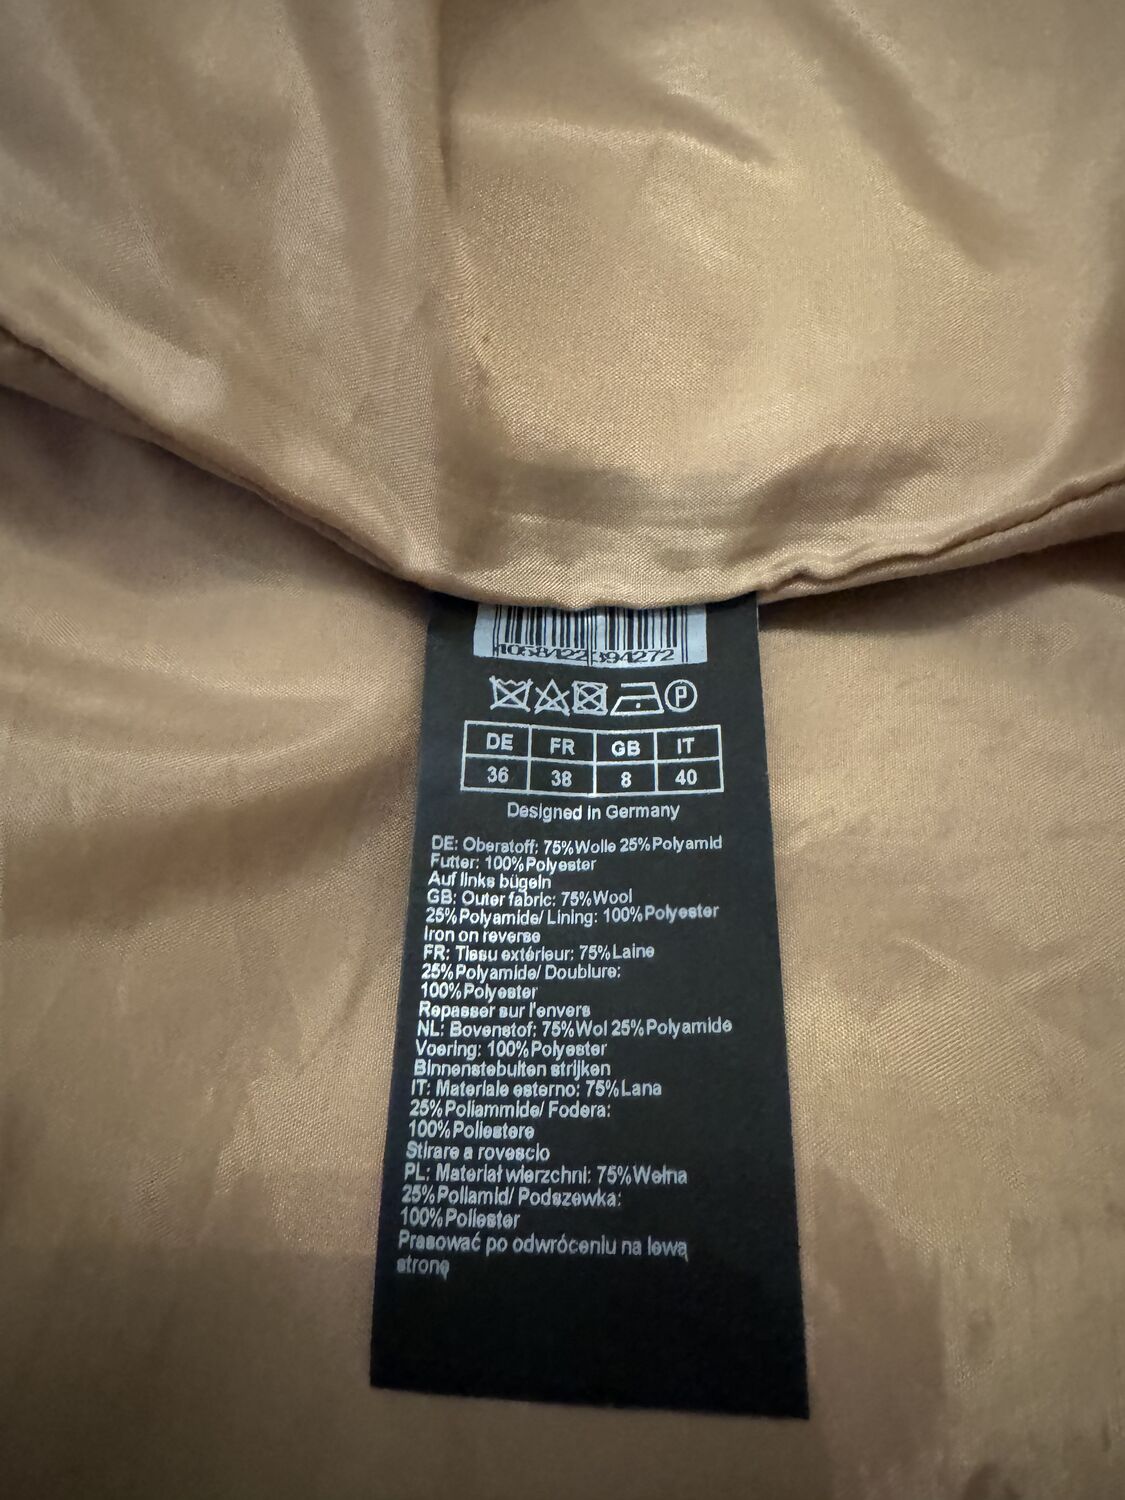 4058422 394272
P
DE FR GB IT
36 38 8 40
Designed in Germany
DE: Oberstoff: 75%Wolle 25%Polyamid
Futter: 100%Polyester
Auf links bügeln
GB: Outer fabric: 75%Wool
25%Polyamide/ Lining: 100%Polyester
Iron on reverse
FR: Tissu extérieur: 75%Laine
25%Polyamide/ Doublure:
100%Polyester
Repasser sur l'envers
NL: Bovenstof: 75%Wol 25%Polyamide
Voering: 100%Polyester
Binnenstebuiten strijken
IT: Materiale esterno: 75%Lana
25%Poliammide/ Fodera:
100%Poliestere
Stirare a rovescio
PL: Materiał wierzchni: 75%Wełna
25%Poliamid/ Podszewka:
100%Poliester
Prasować po odwróceniu na lewą
stronę